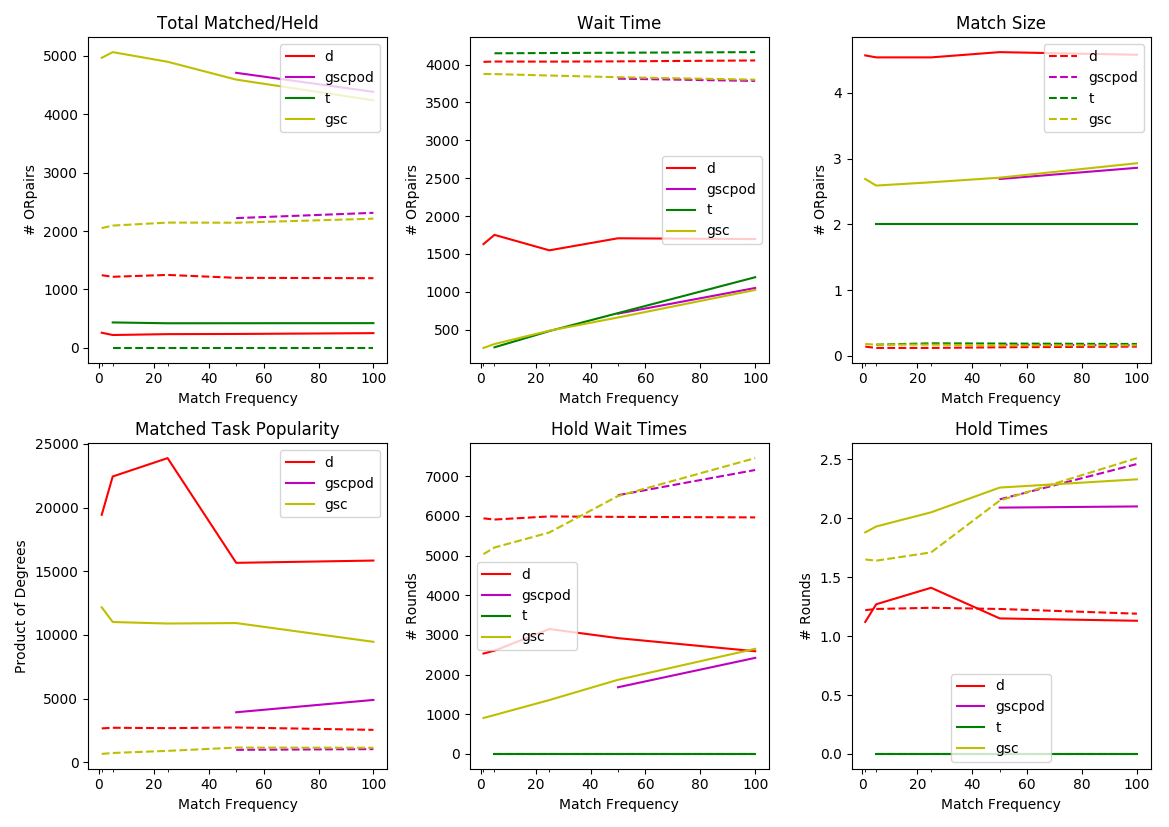 Total Matched/Held
5000
4000
3000
2000
1000
0
# ORpairs
d
gscpod
t
gsc
0 20 40 60 80 100
Match Frequency
Wait Time
4000
3500
3000
2500
2000
1500
1000
500
# ORpairs
d
gscpod
t
gsc
0 20 40 60 80 100
Match Frequency
Match Size
4
3
2
1
0
# ORpairs
d
gscpod
t
gsc
0 20 40 60 80 100
Match Frequency
Matched Task Popularity
25000
20000
15000
10000
5000
0
Product of Degrees
d
gscpod
gsc
0 20 40 60 80 100
Match Frequency
Hold Wait Times
7000
6000
5000
4000
3000
2000
1000
0
# Rounds
d
gscpod
t
gsc
0 20 40 60 80 100
Match Frequency
Hold Times
2.5
2.0
1.5
1.0
0.5
0.0
# Rounds
d
gscpod
t
gsc
0 20 40 60 80 100
Match Frequency